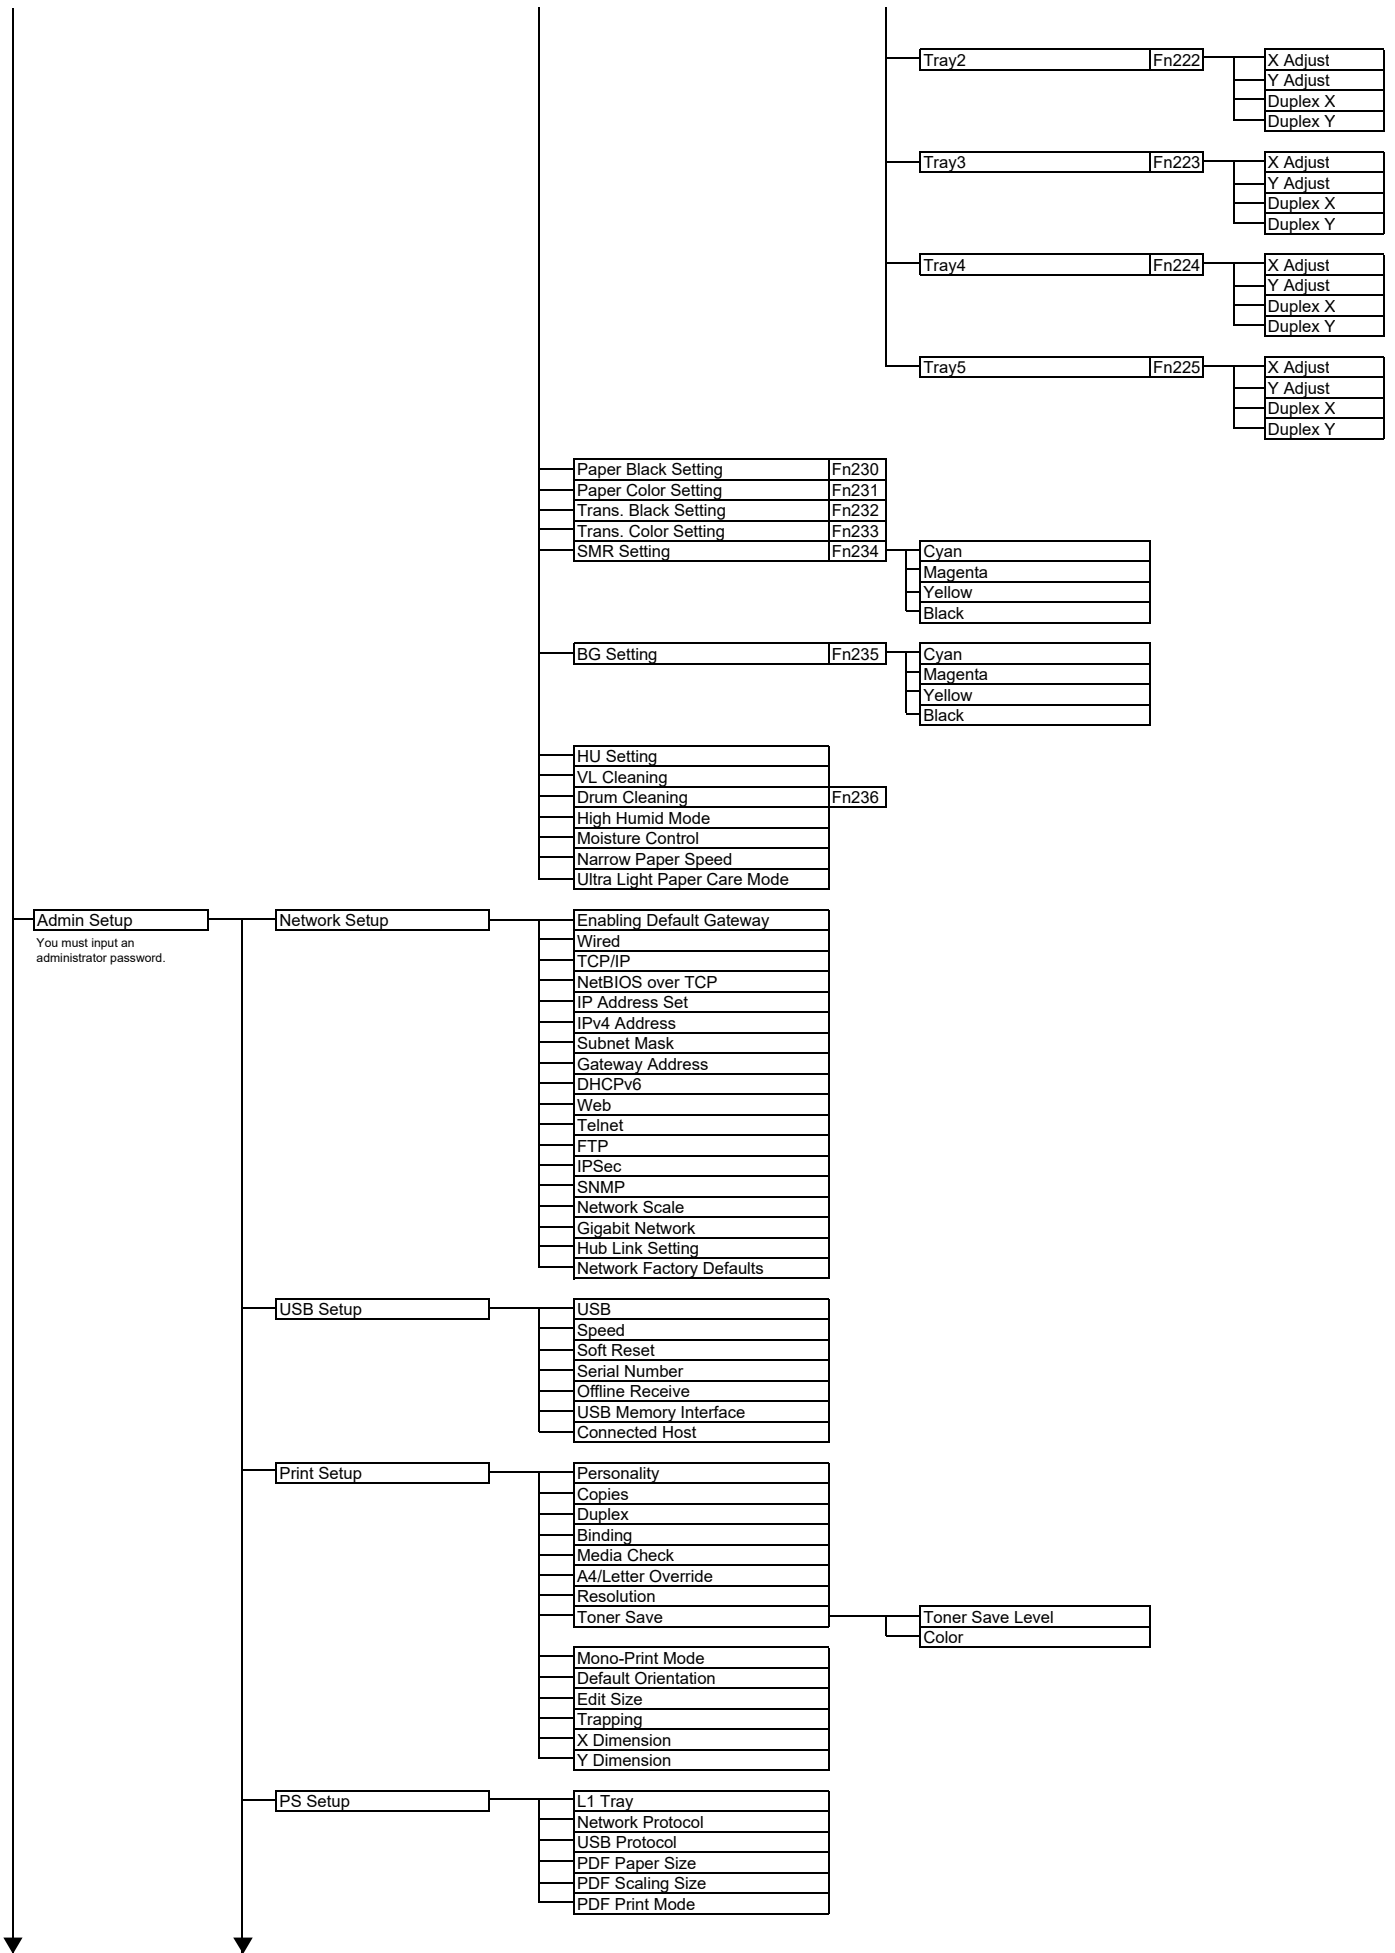 Tray2 Fn222 X Adjust
Y Adjust
Duplex X
Duplex Y
Tray3 Fn223 X Adjust
Y Adjust
Duplex X
Duplex Y
Tray4 Fn224 X Adjust
Y Adjust
Duplex X
Duplex Y
Tray5 Fn225 X Adjust
Y Adjust
Duplex X
Duplex Y
Paper Black Setting Fn230
Paper Color Setting Fn231
Trans. Black Setting Fn232
Trans. Color Setting Fn233
SMR Setting Fn234 Cyan
Magenta
Yellow
Black
BG Setting Fn235 Cyan
Magenta
Yellow
Black
HU Setting
VL Cleaning
Drum Cleaning Fn236
High Humid Mode
Moisture Control
Narrow Paper Speed
Ultra Light Paper Care Mode
Admin Setup
You must input an
administrator password.
Network Setup
Enabling Default Gateway
Wired
TCP/IP
NetBIOS over TCP
IP Address Set
IPv4 Address
Subnet Mask
Gateway Address
DHCPv6
Web
Telnet
FTP
IPSec
SNMP
Network Scale
Gigabit Network
Hub Link Setting
Network Factory Defaults
USB Setup
USB
Speed
Soft Reset
Serial Number
Offline Receive
USB Memory Interface
Connected Host
Print Setup
Personality
Copies
Duplex
Binding
Media Check
A4/Letter Override
Resolution
Toner Save
Toner Save Level
Color
Mono-Print Mode
Default Orientation
Edit Size
Trapping
X Dimension
Y Dimension
PS Setup
L1 Tray
Network Protocol
USB Protocol
PDF Paper Size
PDF Scaling Size
PDF Print Mode